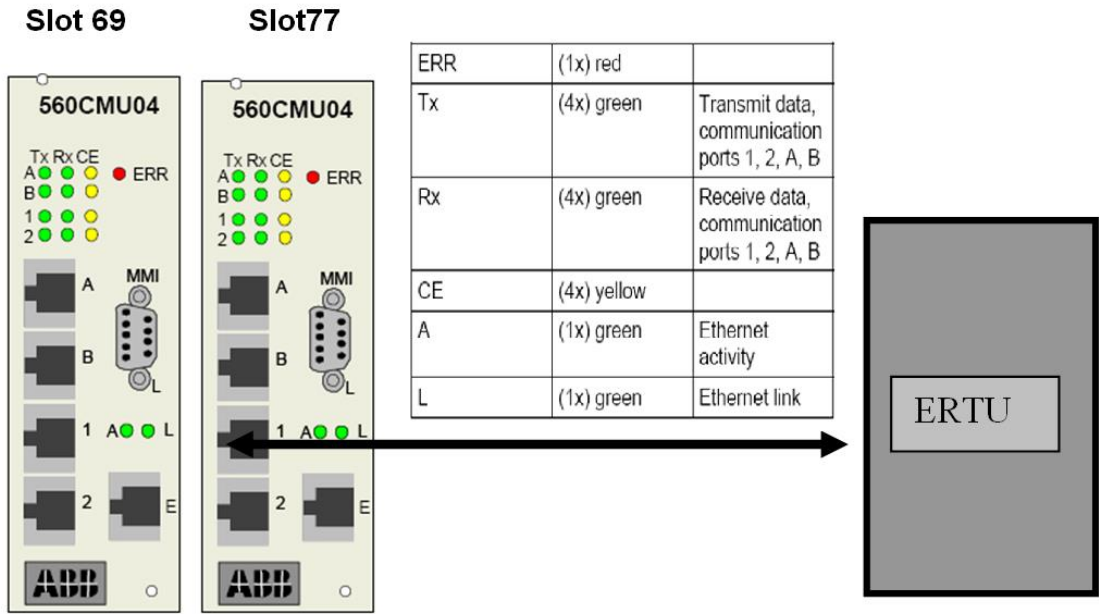 Slot 69
Slot77
560CMU04
Tx Rx CE
A
ERR
B
1
2
A
MMI
B
L
1 A L
2
E
ABB
560CMU04
Tx Rx CE
A
ERR
B
1
2
A
MMI
B
L
1 A L
2
E
ABB
ERR (1x) red
Tx (4x) green Transmit data,
communication
ports 1, 2, A, B
Rx (4x) green Receive data,
communication
ports 1, 2, A, B
CE (4x) yellow
A (1x) green Ethernet
activity
L (1x) green Ethernet link
ERTU